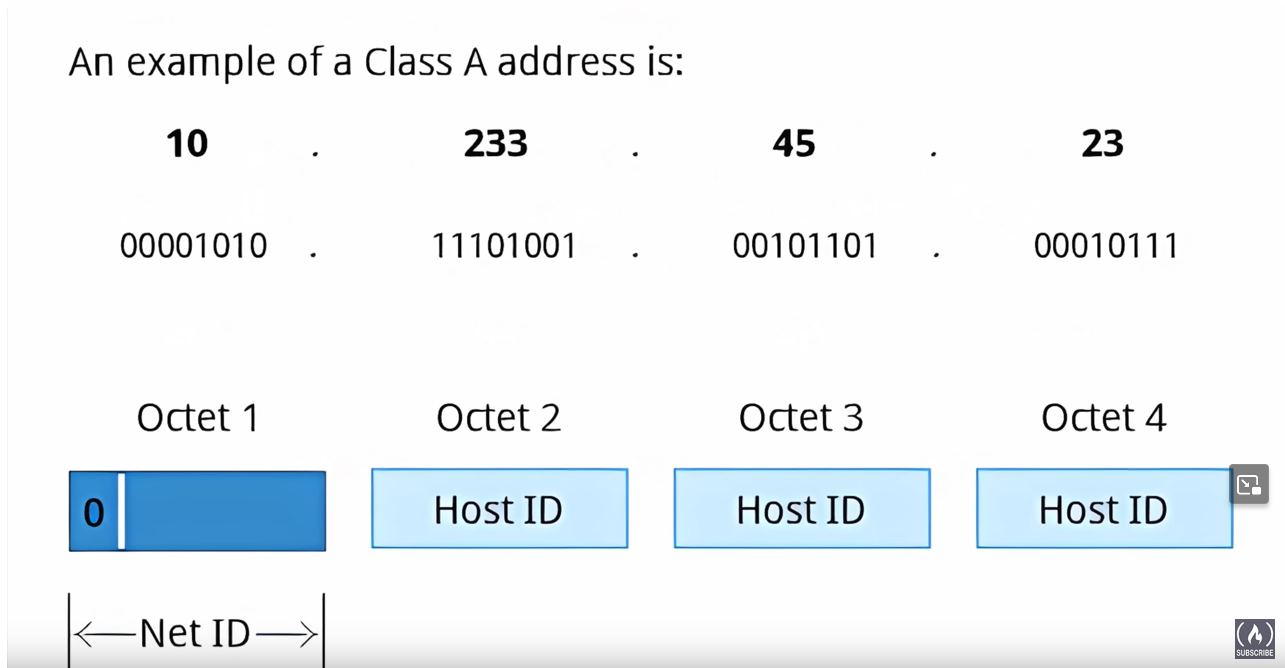 An example of a Class A address is:
10 . 233 . 45 . 23
00001010 . 11101001 . 00101101 . 00010111
Octet 1 Octet 2 Octet 3 Octet 4
0 Host ID Host ID Host ID
Net ID
SUBSCRIBE